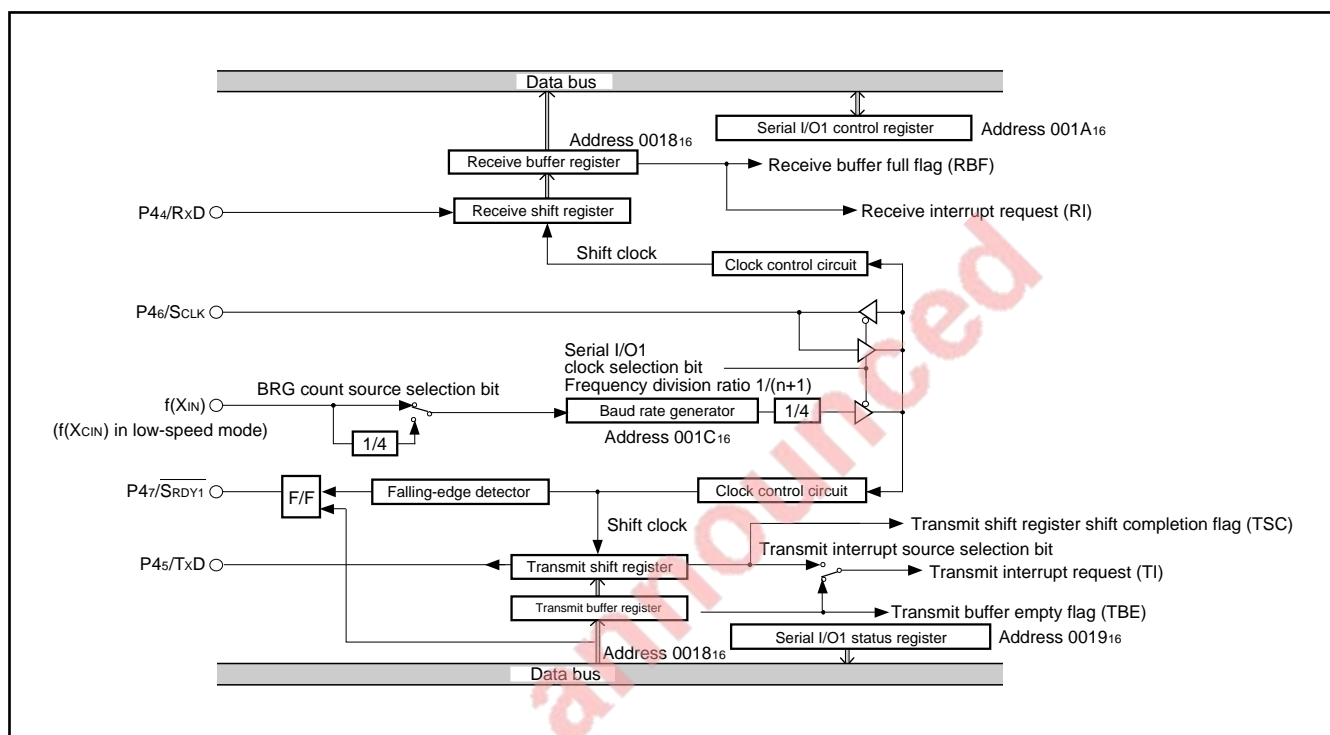 Data bus
Serial I/O1 control register
Address 001A16
Address 001816
Receive buffer register
Receive buffer full flag (RBF)
P44/RXD
Receive shift register
Receive interrupt request (RI)
Shift clock
Clock control circuit
P46/SCLK
Serial I/O1
clock selection bit
Frequency division ratio 1/(n+1)
BRG count source selection bit
f(XIN)
(f(XCIN) in low-speed mode)
1/4
Baud rate generator
1/4
Address 001C16
P47/SRDY1
F/F
Falling-edge detector
Clock control circuit
Shift clock
Transmit shift register shift completion flag (TSC)
Transmit interrupt source selection bit
P45/TXD
Transmit shift register
Transmit interrupt request (TI)
Transmit buffer register
Transmit buffer empty flag (TBE)
Serial I/O1 status register
Address 001916
Address 001816
Data bus
announced